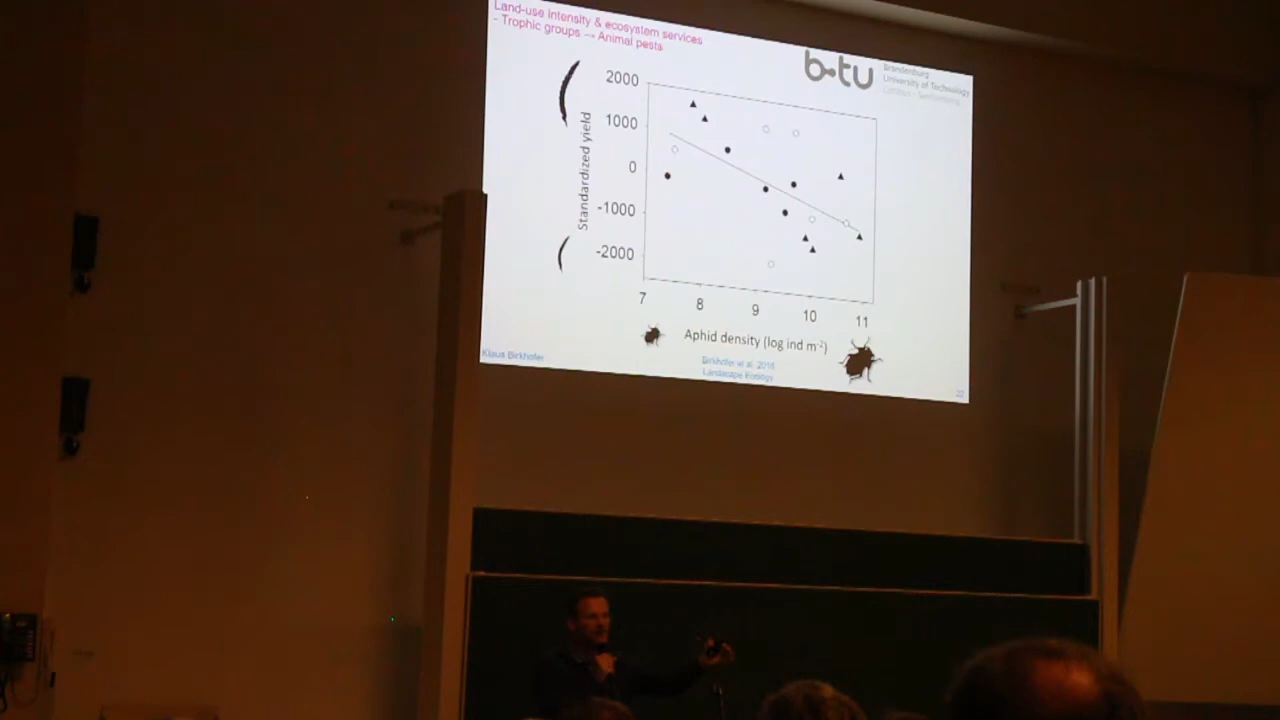 Land-use intensity & ecosystem services
- Trophic groups → Animal pests
b-tu
Brandenburg
University of Technology
Cottbus - Senftenberg
2000
1000
0
-1000
-2000
Standardized yield
7
8
9
10
11
Aphid density (log ind m-2)
Klaus Birkhofer
Birkhofer et al. 2016
Landscape Ecology